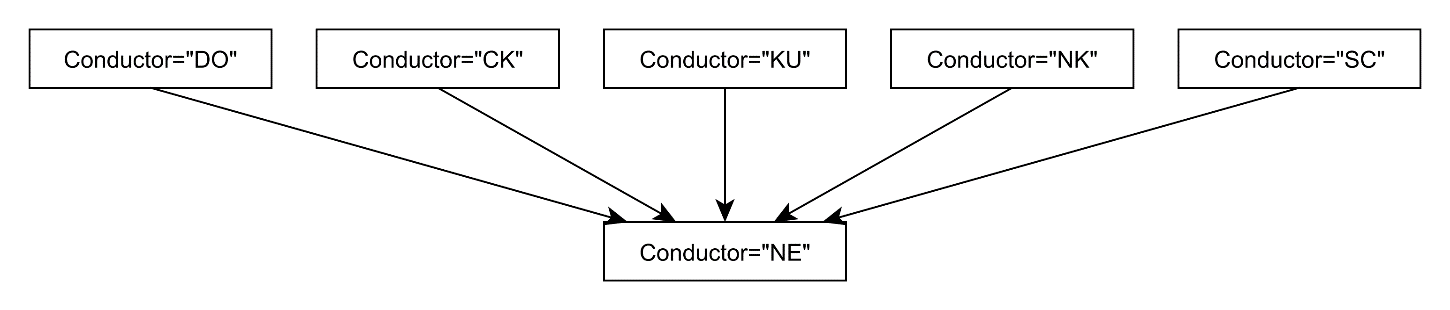 Conductor="DO"
Conductor="CK"
Conductor="KU"
Conductor="NK"
Conductor="SC"
Conductor="NE"